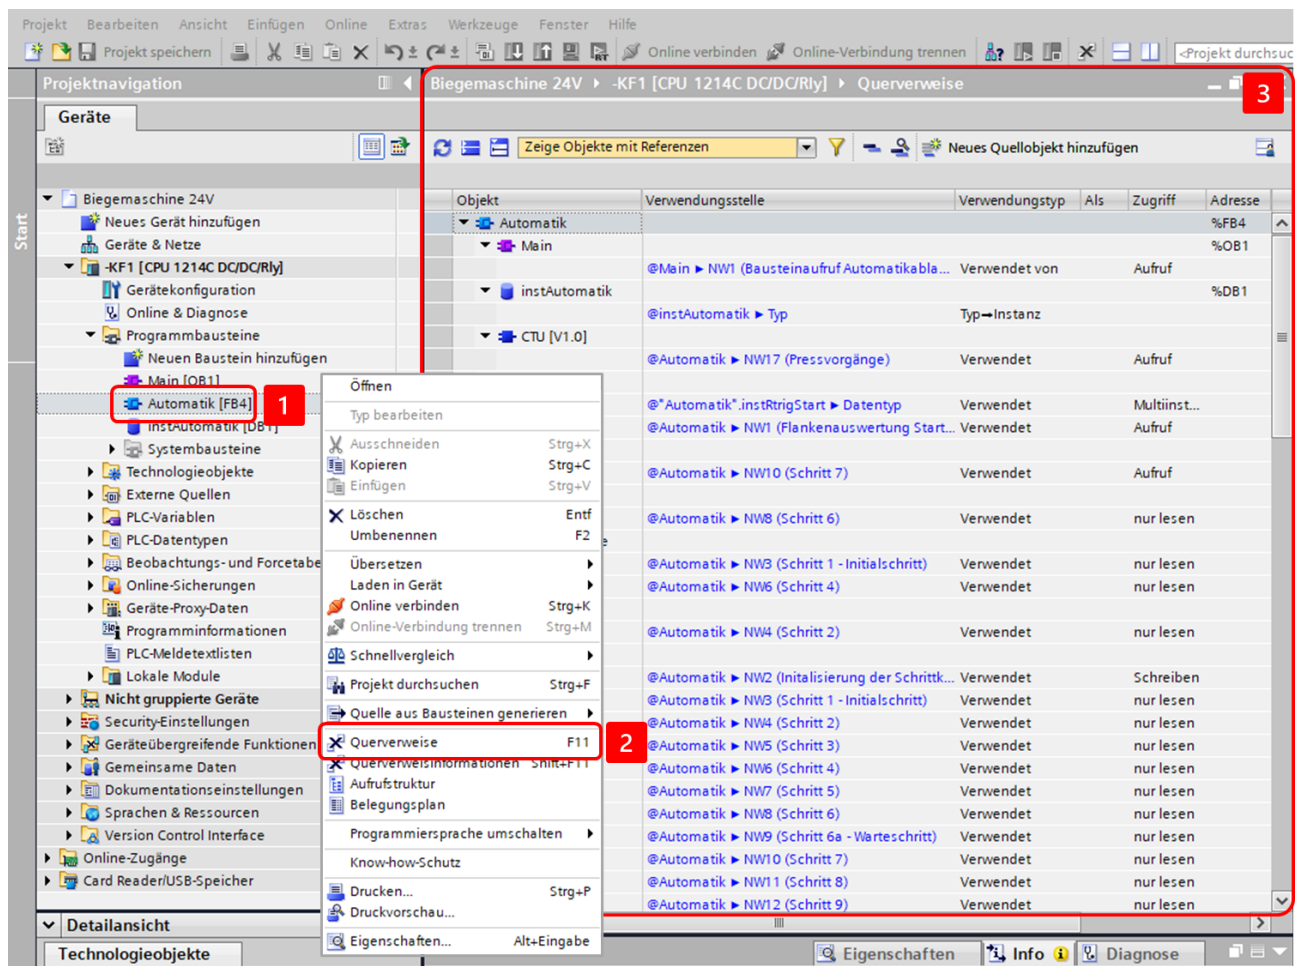 Projekt Bearbeiten Ansicht Einfügen Online Extras Werkzeuge Fenster Hilfe
Projekt speichern Online verbinden Online-Verbindung trennen <Projekt durchsuc
Projektnavigation
Biegemaschine 24V -KF1 [CPU 1214C DC/DC/Rly] Querverweise
3
Geräte
Zeige Objekte mit Referenzen Neues Quellobjekt hinzufügen
Start
Biegemaschine 24V
Neues Gerät hinzufügen
Geräte & Netze
-KF1 [CPU 1214C DC/DC/Rly]
Gerätekonfiguration
Online & Diagnose
Programmbausteine
Neuen Baustein hinzufügen
Main [OB1]
Automatik [FB4]
1
instAutomatik [DB1]
Systembausteine
Technologieobjekte
Externe Quellen
PLC-Variablen
PLC-Datentypen
Beobachtungs- und Forcetabe
Online-Sicherungen
Geräte-Proxy-Daten
Programminformationen
PLC-Meldetextlisten
Lokale Module
Nicht gruppierte Geräte
Security-Einstellungen
Geräteübergreifende Funktionen
Gemeinsame Daten
Dokumentationseinstellungen
Sprachen & Ressourcen
Version Control Interface
Online-Zugänge
Card Reader/USB-Speicher
Detailansicht
Technologieobjekte
Öffnen
Typ bearbeiten
Ausschneiden Strg+X
Kopieren Strg+C
Einfügen Strg+V
Löschen Entf
Umbenennen F2
Übersetzen
Laden in Gerät
Online verbinden Strg+K
Online-Verbindung trennen Strg+M
Schnellvergleich
Projekt durchsuchen Strg+F
Quelle aus Bausteinen generieren
Querverweise F11
2
Querverweisinformationen Shift+F11
Aufrufstruktur
Belegungsplan
Programmiersprache umschalten
Know-how-Schutz
Drucken... Strg+P
Druckvorschau...
Eigenschaften... Alt+Eingabe
Objekt Verwendungsstelle Verwendungstyp Als Zugriff Adresse
Automatik %FB4
Main %OB1
@Main ► NW1 (Bausteinaufruf Automatikabla... Verwendet von Aufruf
instAutomatik %DB1
@instAutomatik ► Typ Typ→Instanz
CTU [V1.0]
@Automatik ► NW17 (Pressvorgänge) Verwendet Aufruf
@"Automatik".instRtrigStart ► Datentyp Verwendet Multiinst...
@Automatik ► NW1 (Flankenauswertung Start... Verwendet Aufruf
@Automatik ► NW10 (Schritt 7) Verwendet Aufruf
@Automatik ► NW8 (Schritt 6) Verwendet nur lesen
e
@Automatik ► NW3 (Schritt 1 - Initialschritt) Verwendet nur lesen
@Automatik ► NW6 (Schritt 4) Verwendet nur lesen
@Automatik ► NW4 (Schritt 2) Verwendet nur lesen
@Automatik ► NW2 (Initalisierung der Schrittk... Verwendet Schreiben
@Automatik ► NW3 (Schritt 1 - Initialschritt) Verwendet nur lesen
@Automatik ► NW4 (Schritt 2) Verwendet nur lesen
@Automatik ► NW5 (Schritt 3) Verwendet nur lesen
@Automatik ► NW6 (Schritt 4) Verwendet nur lesen
@Automatik ► NW7 (Schritt 5) Verwendet nur lesen
@Automatik ► NW8 (Schritt 6) Verwendet nur lesen
@Automatik ► NW9 (Schritt 6a - Warteschritt) Verwendet nur lesen
@Automatik ► NW10 (Schritt 7) Verwendet nur lesen
@Automatik ► NW11 (Schritt 8) Verwendet nur lesen
@Automatik ► NW12 (Schritt 9) Verwendet nur lesen
Eigenschaften Info Diagnose